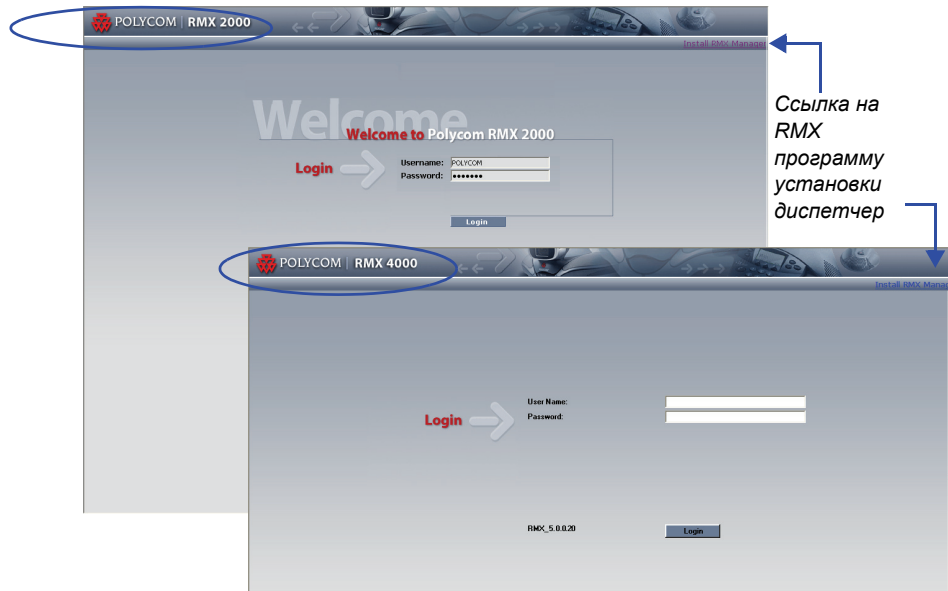 POLYCOM | RMX 2000
Install RMX Manager
Welcome
Welcome to Polycom RMX 2000
Login
Username: POLYCOM
Password: •••••••
Login
Ссылка на
RMX
программу
установки
диспетчер
POLYCOM | RMX 4000
Install RMX Manag
User Name:
Login
Password:
RMX_5.0.0.20
Login